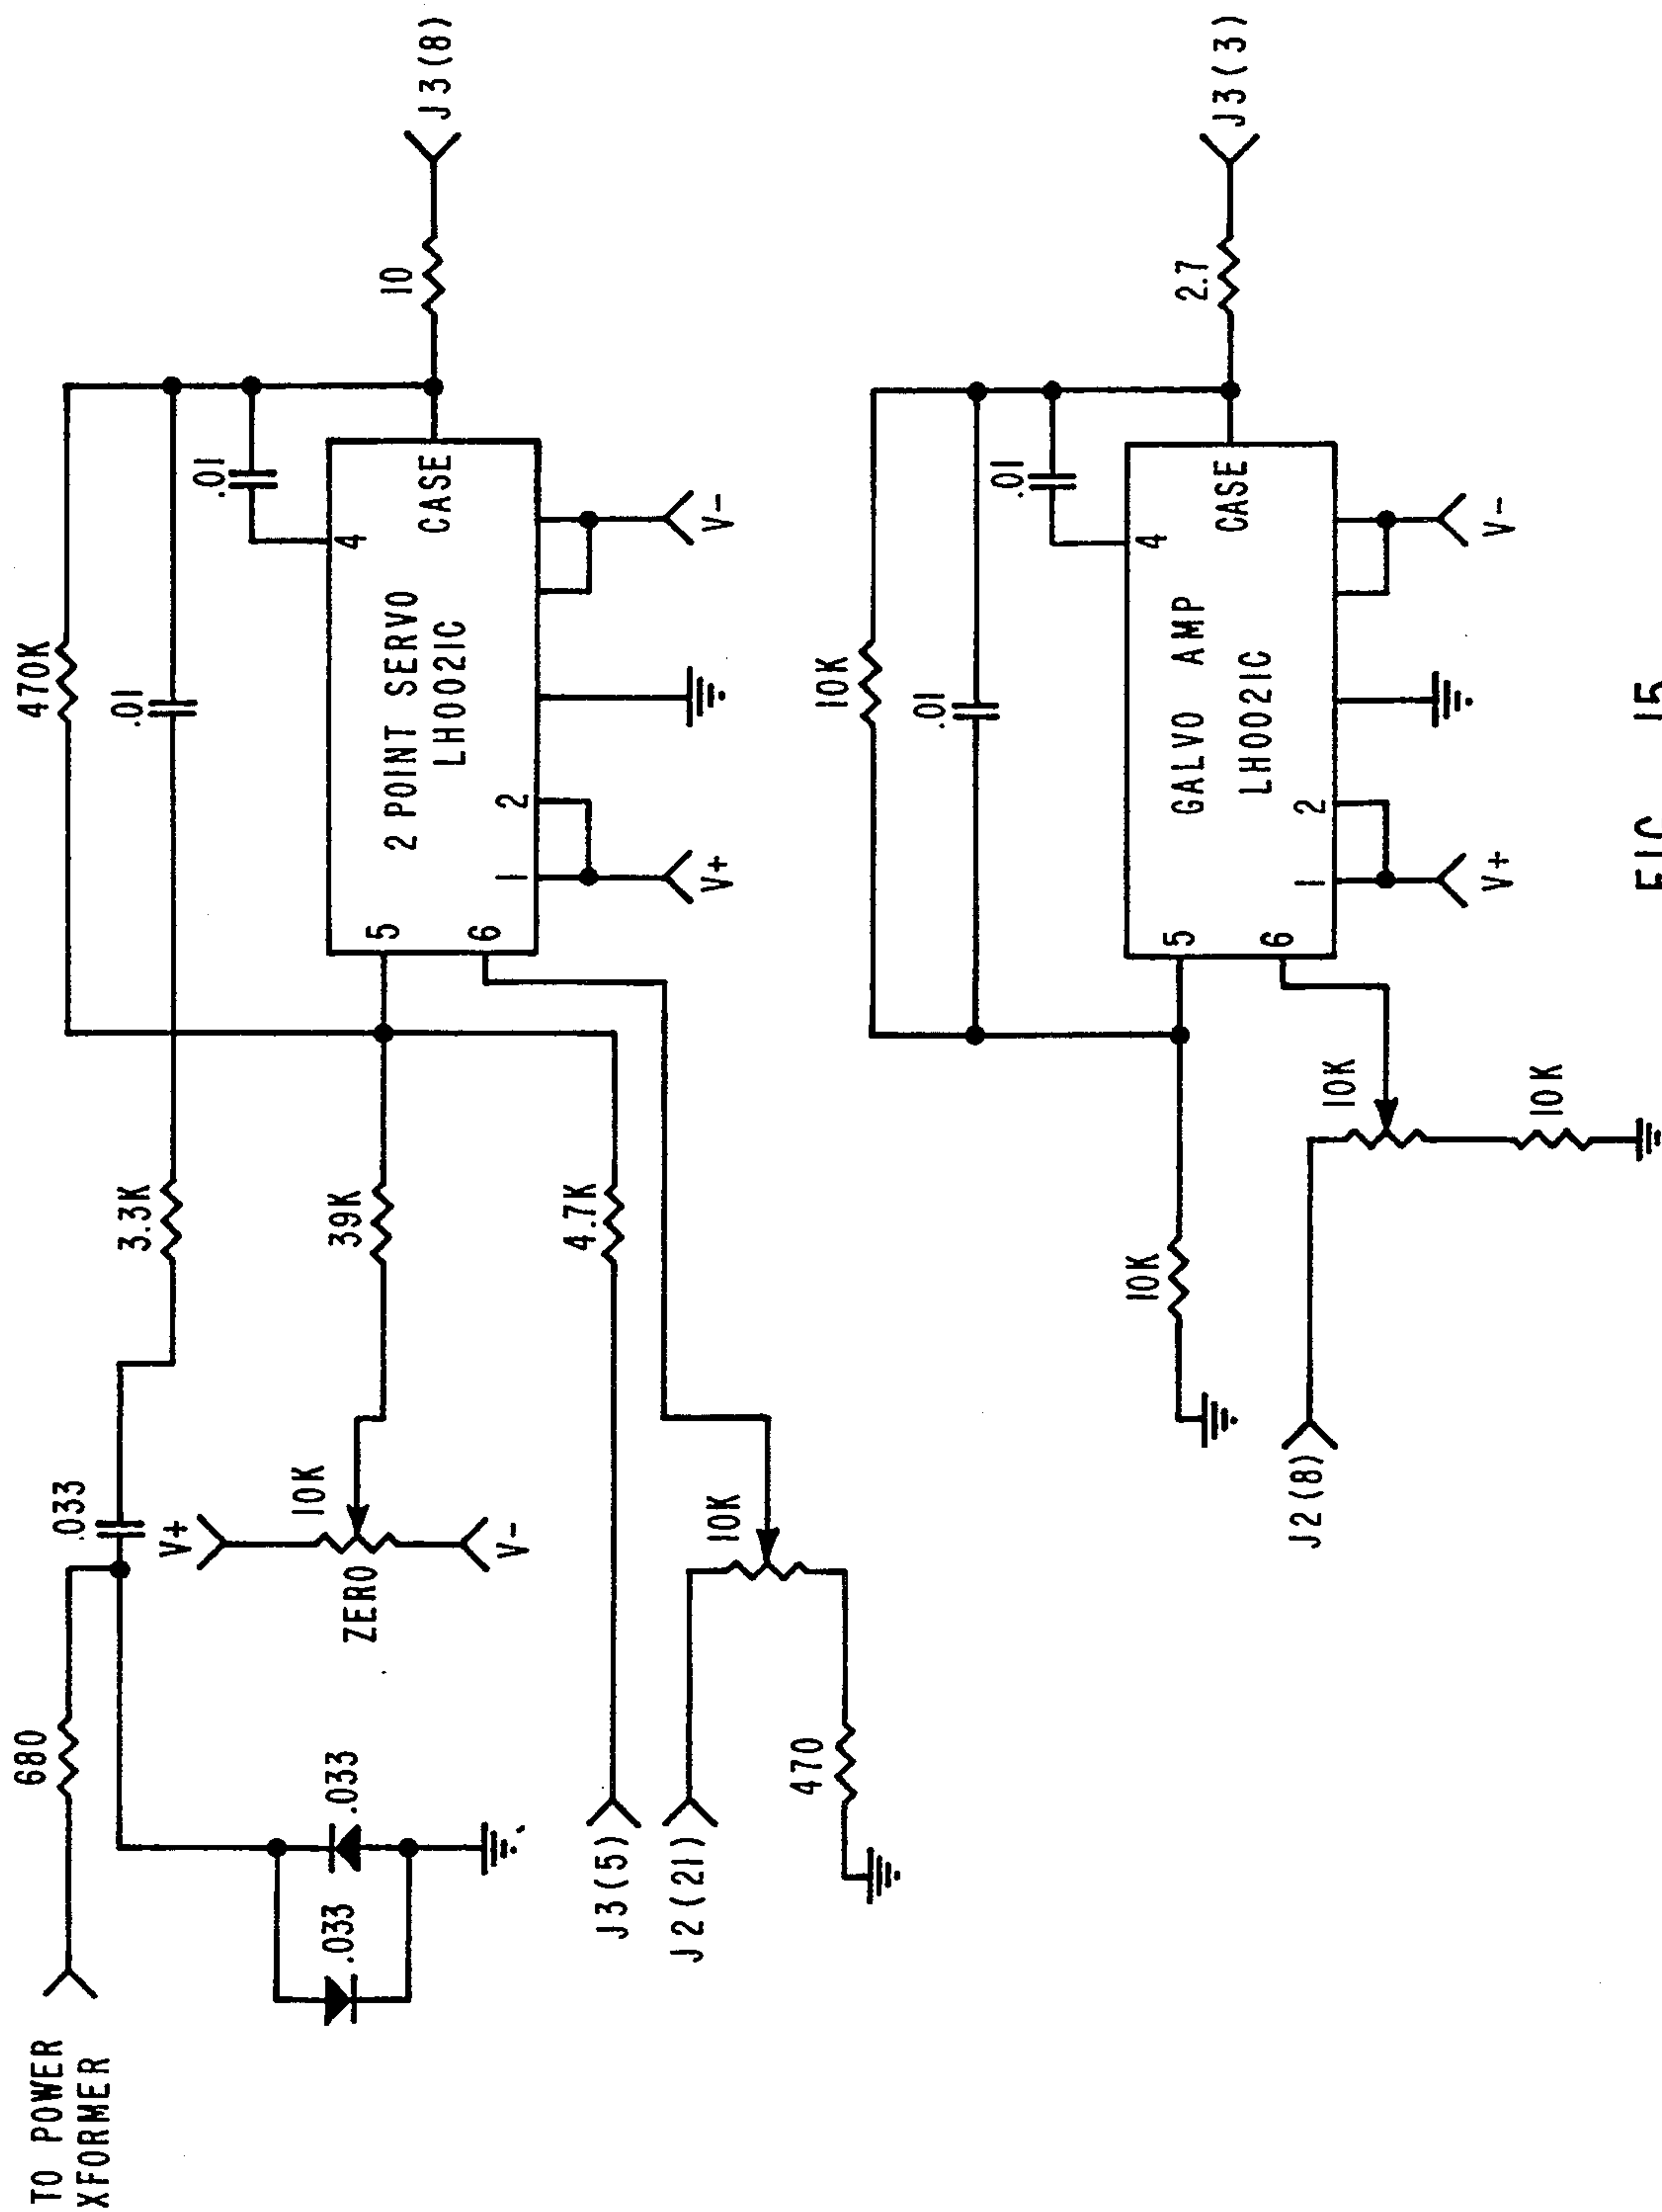 TO POWER
XFORMER
680
.033
3.3K
.01
470K
.01
.033
.033
V+
10K
ZERO
V-
39K
5
6
2 POINT SERVO
LH0021C
4
CASE
1
2
V+
V-
10
J3(8)
J3(5)
4.7K
J2(21)
10K
470
10K
.01
.01
10K
5
6
GALVO AMP
LH0021C
4
CASE
1
2
V+
V-
2.7
J3(3)
J2(8)
10K
10K
FIG 15